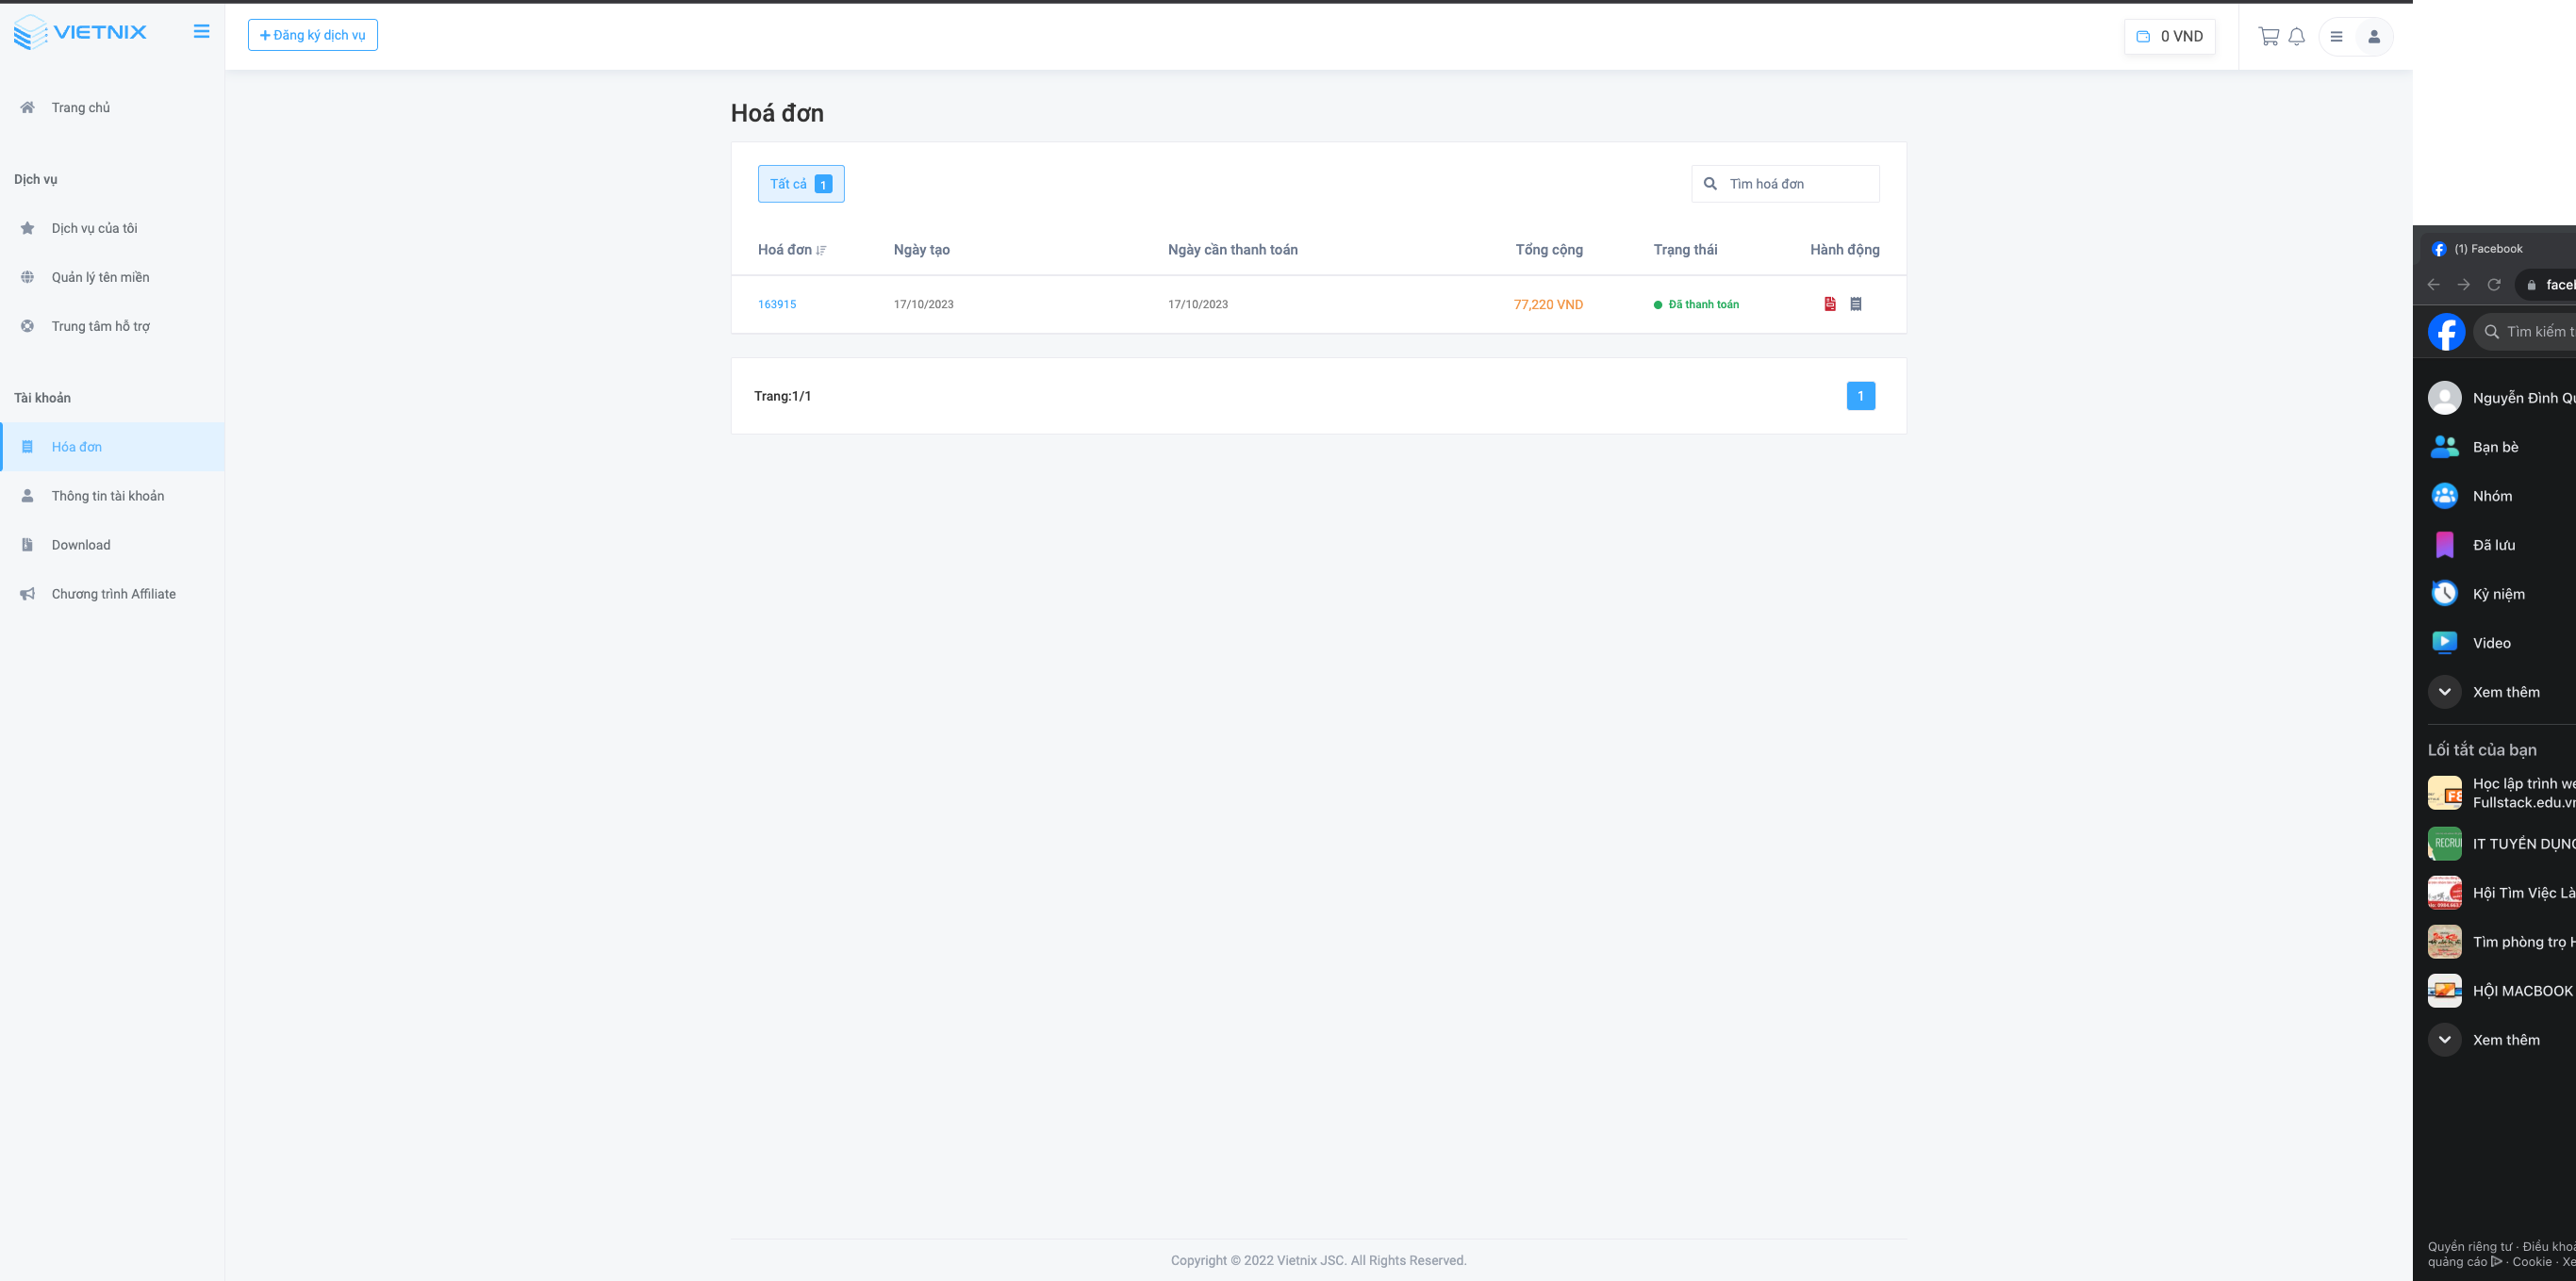 VIETNIX
Đăng ký dịch vụ
0 VND
Trang chủ
Dịch vụ
Dịch vụ của tôi
Quản lý tên miền
Trung tâm hỗ trợ
Tài khoản
Hóa đơn
Thông tin tài khoản
Download
Chương trình Affiliate
Hoá đơn
Tất cả 1
Tìm hoá đơn
Hoá đơn Ngày tạo Ngày cần thanh toán Tổng cộng Trạng thái Hành động
163915 17/10/2023 17/10/2023 77,220 VND Đã thanh toán
Trang:1/1 1
Copyright © 2022 Vietnix JSC. All Rights Reserved.
(1) Facebook
facel
Tìm kiếm t
Nguyễn Đình Qu
Bạn bè
Nhóm
Đã lưu
Kỷ niệm
Video
Xem thêm
Lối tắt của bạn
Học lập trình we
Fullstack.edu.vn
IT TUYỂN DỤNG
Hội Tìm Việc Là
Tìm phòng trọ H
HỘI MACBOOK
Xem thêm
Quyền riêng tư · Điều khoả
quảng cáo · Cookie · Xe